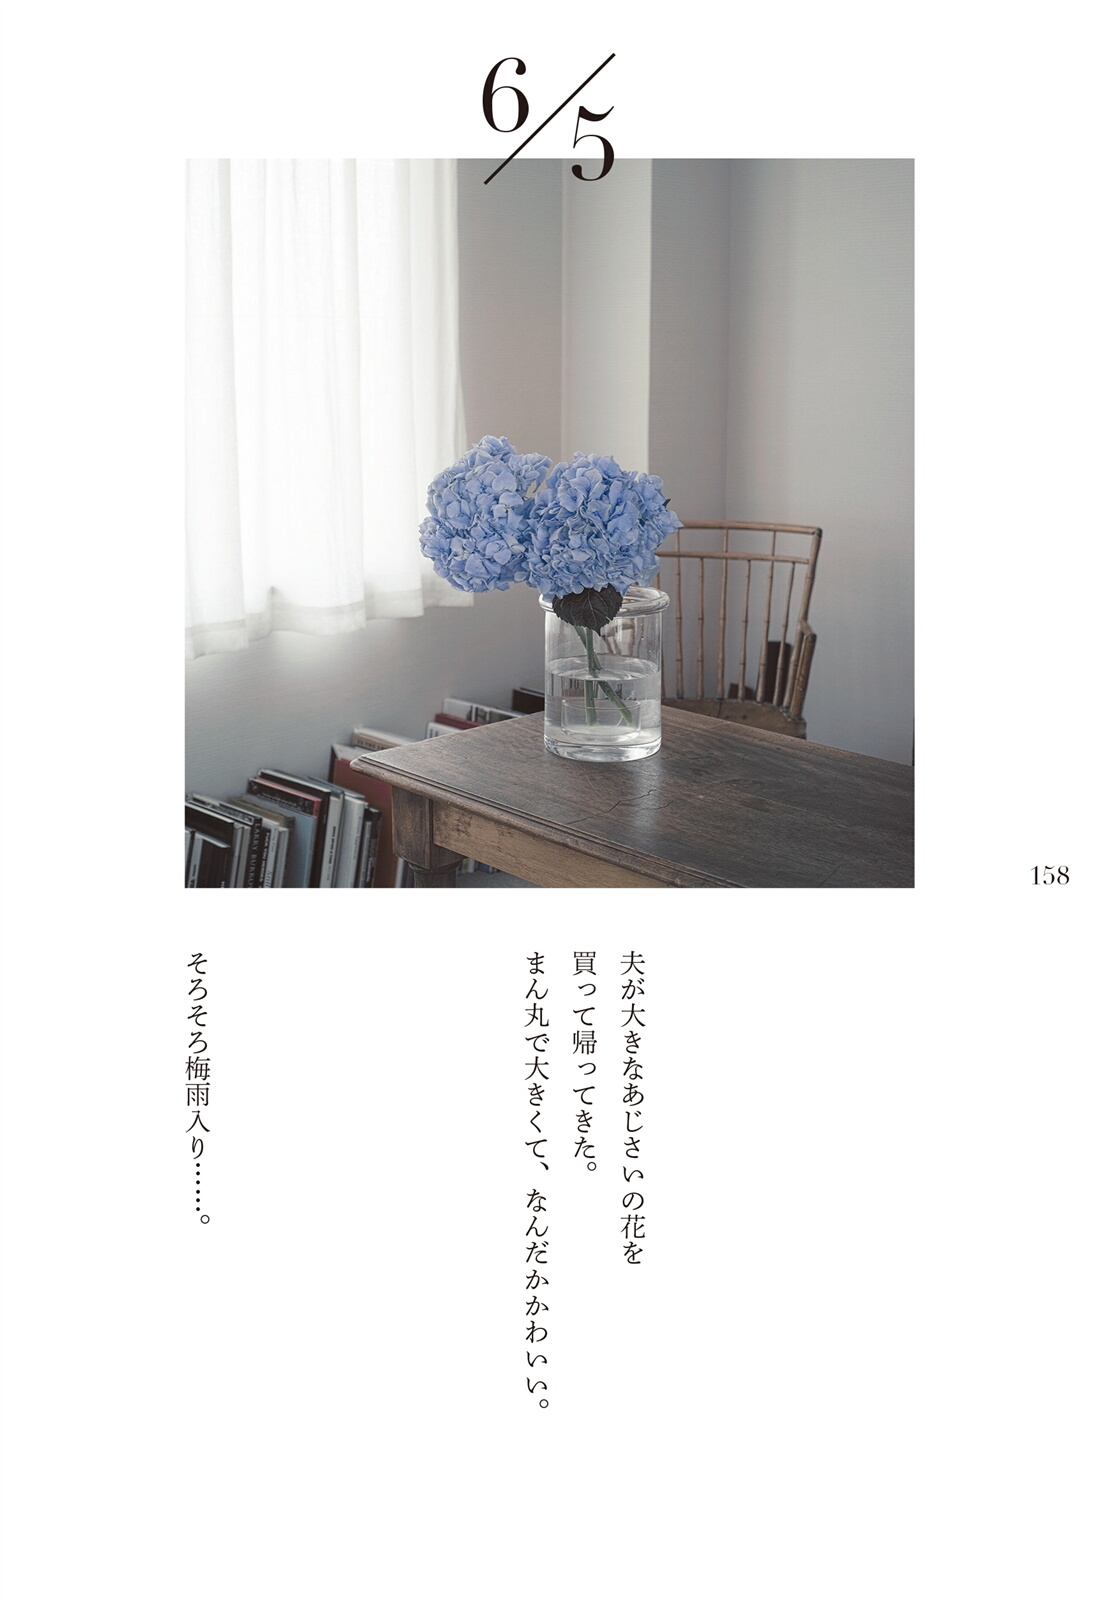 6/5
夫が大きなあじさいの花を
買って帰ってきた。
まん丸で大きくて、なんだかかわいい。
そろそろ梅雨入り……。
158
LARRY BURROWS